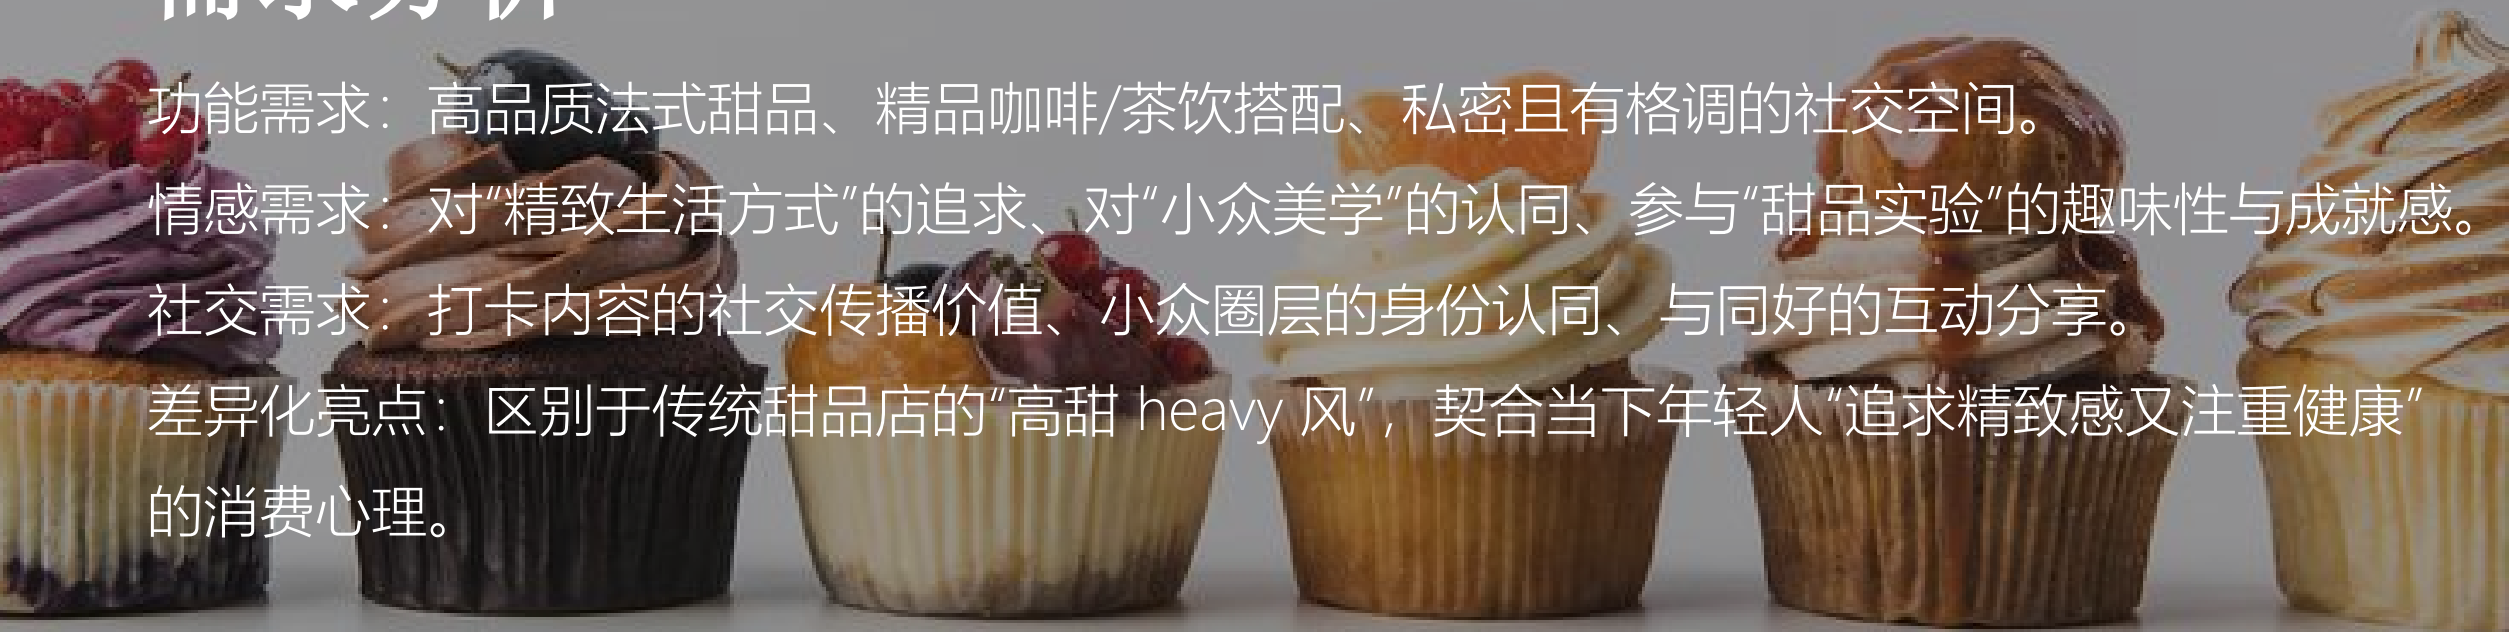 需求分析
功能需求：高品质法式甜品、精品咖啡/茶饮搭配、私密且有格调的社交空间。
情感需求：对“精致生活方式”的追求、对“小众美学”的认同、参与“甜品实验”的趣味性与成就感。
社交需求：打卡内容的社交传播价值、小众圈层的身份认同、与同好的互动分享。
差异化亮点：区别于传统甜品店的“高甜 heavy 风”，契合当下年轻人“追求精致感又注重健康”
的消费心理。